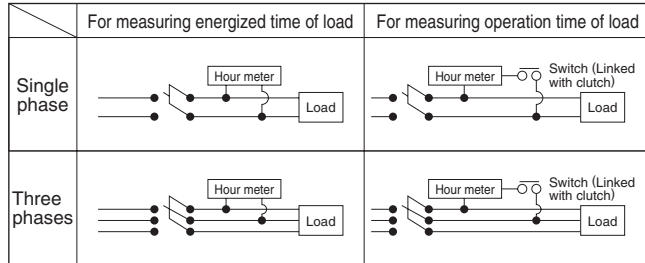 For measuring energized time of load
For measuring operation time of load
Single
phase
Hour meter
Load
Hour meter
Switch (Linked
with clutch)
Load
Three
phases
Hour meter
Load
Hour meter
Switch (Linked
with clutch)
Load